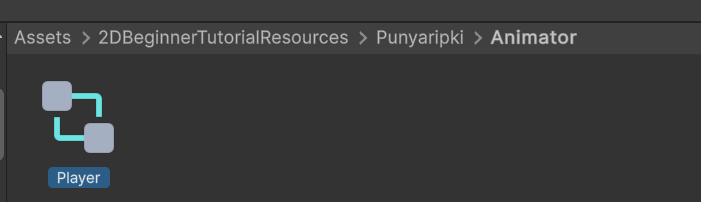 Assets > 2DBeginnerTutorialResources > Punyaripki > Animator
Player